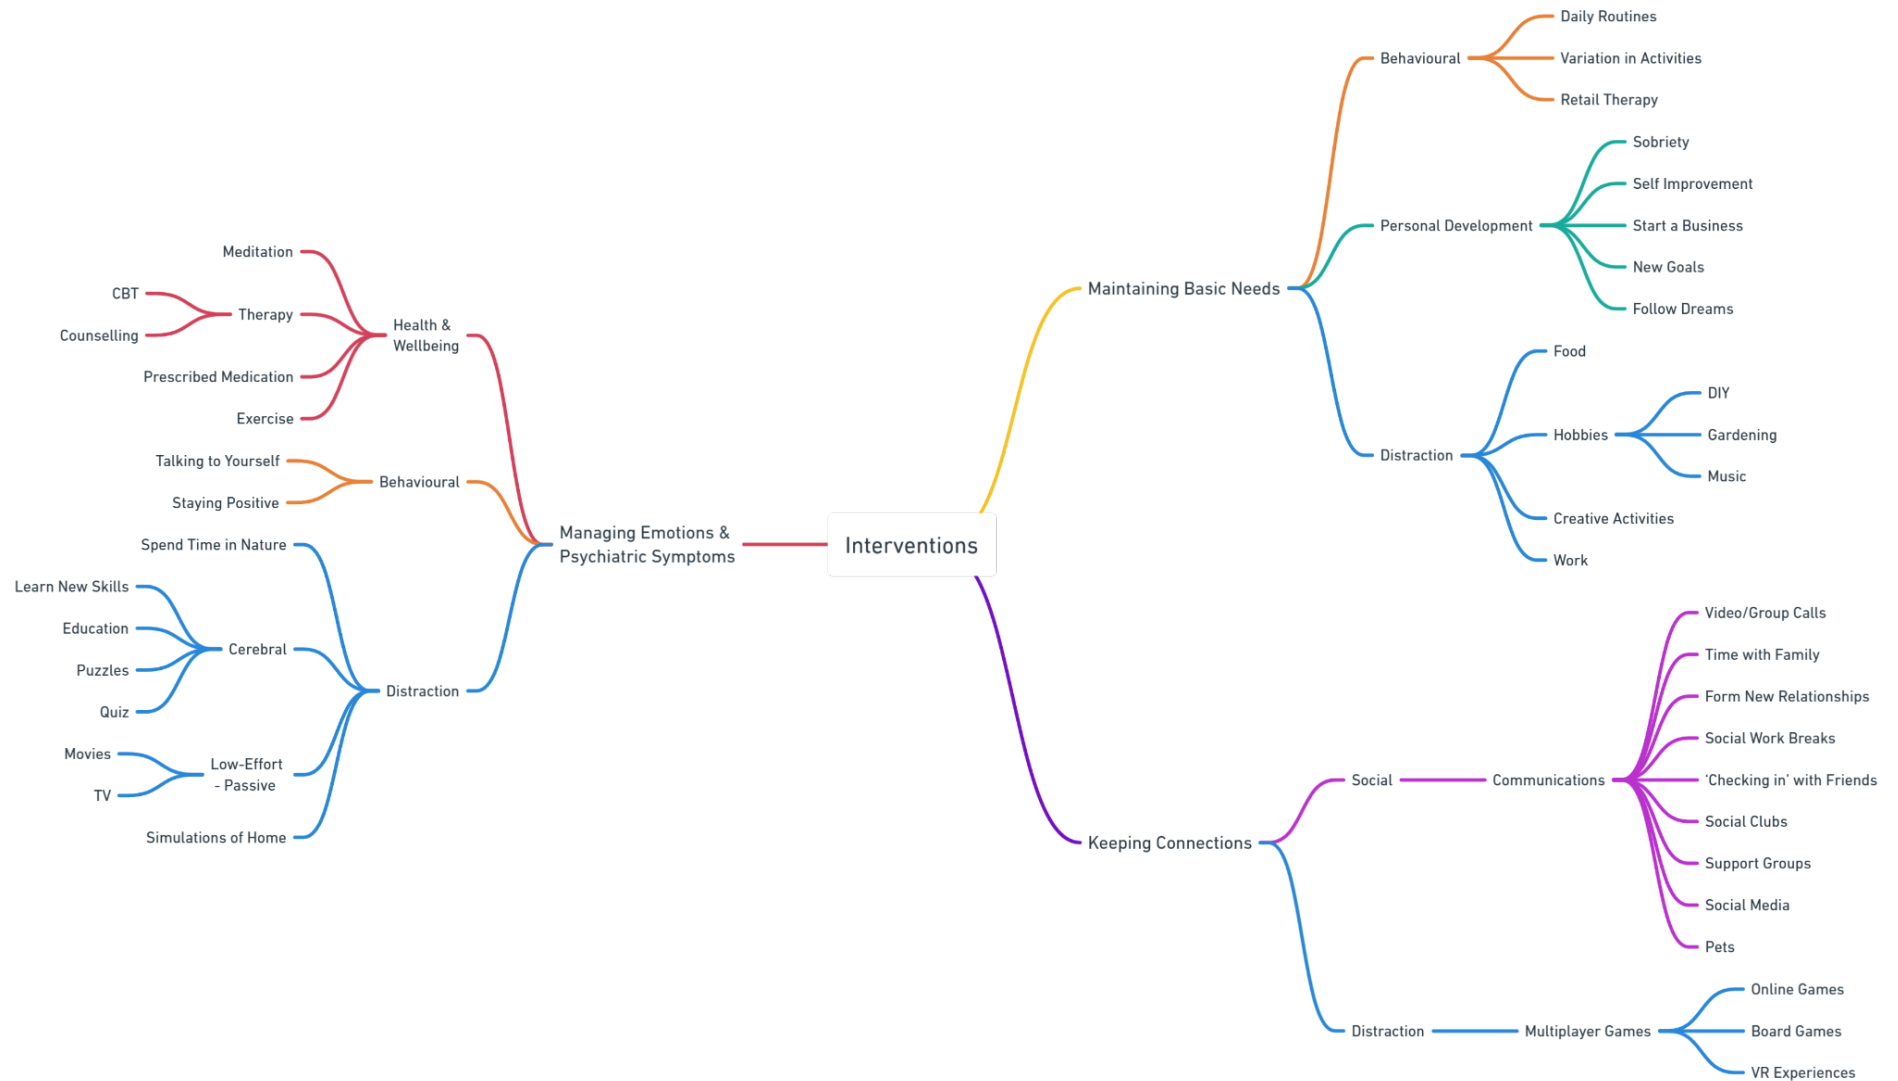 Interventions
Managing Emotions &
Psychiatric Symptoms
Health &
Wellbeing
Meditation
Therapy
CBT
Counselling
Prescribed Medication
Exercise
Behavioural
Talking to Yourself
Staying Positive
Distraction
Spend Time in Nature
Cerebral
Learn New Skills
Education
Puzzles
Quiz
Low-Effort
- Passive
Movies
TV
Simulations of Home
Maintaining Basic Needs
Behavioural
Daily Routines
Variation in Activities
Retail Therapy
Personal Development
Sobriety
Self Improvement
Start a Business
New Goals
Follow Dreams
Distraction
Food
Hobbies
DIY
Gardening
Music
Creative Activities
Work
Keeping Connections
Social
Communications
Video/Group Calls
Time with Family
Form New Relationships
Social Work Breaks
‘Checking in’ with Friends
Social Clubs
Support Groups
Social Media
Pets
Distraction
Multiplayer Games
Online Games
Board Games
VR Experiences